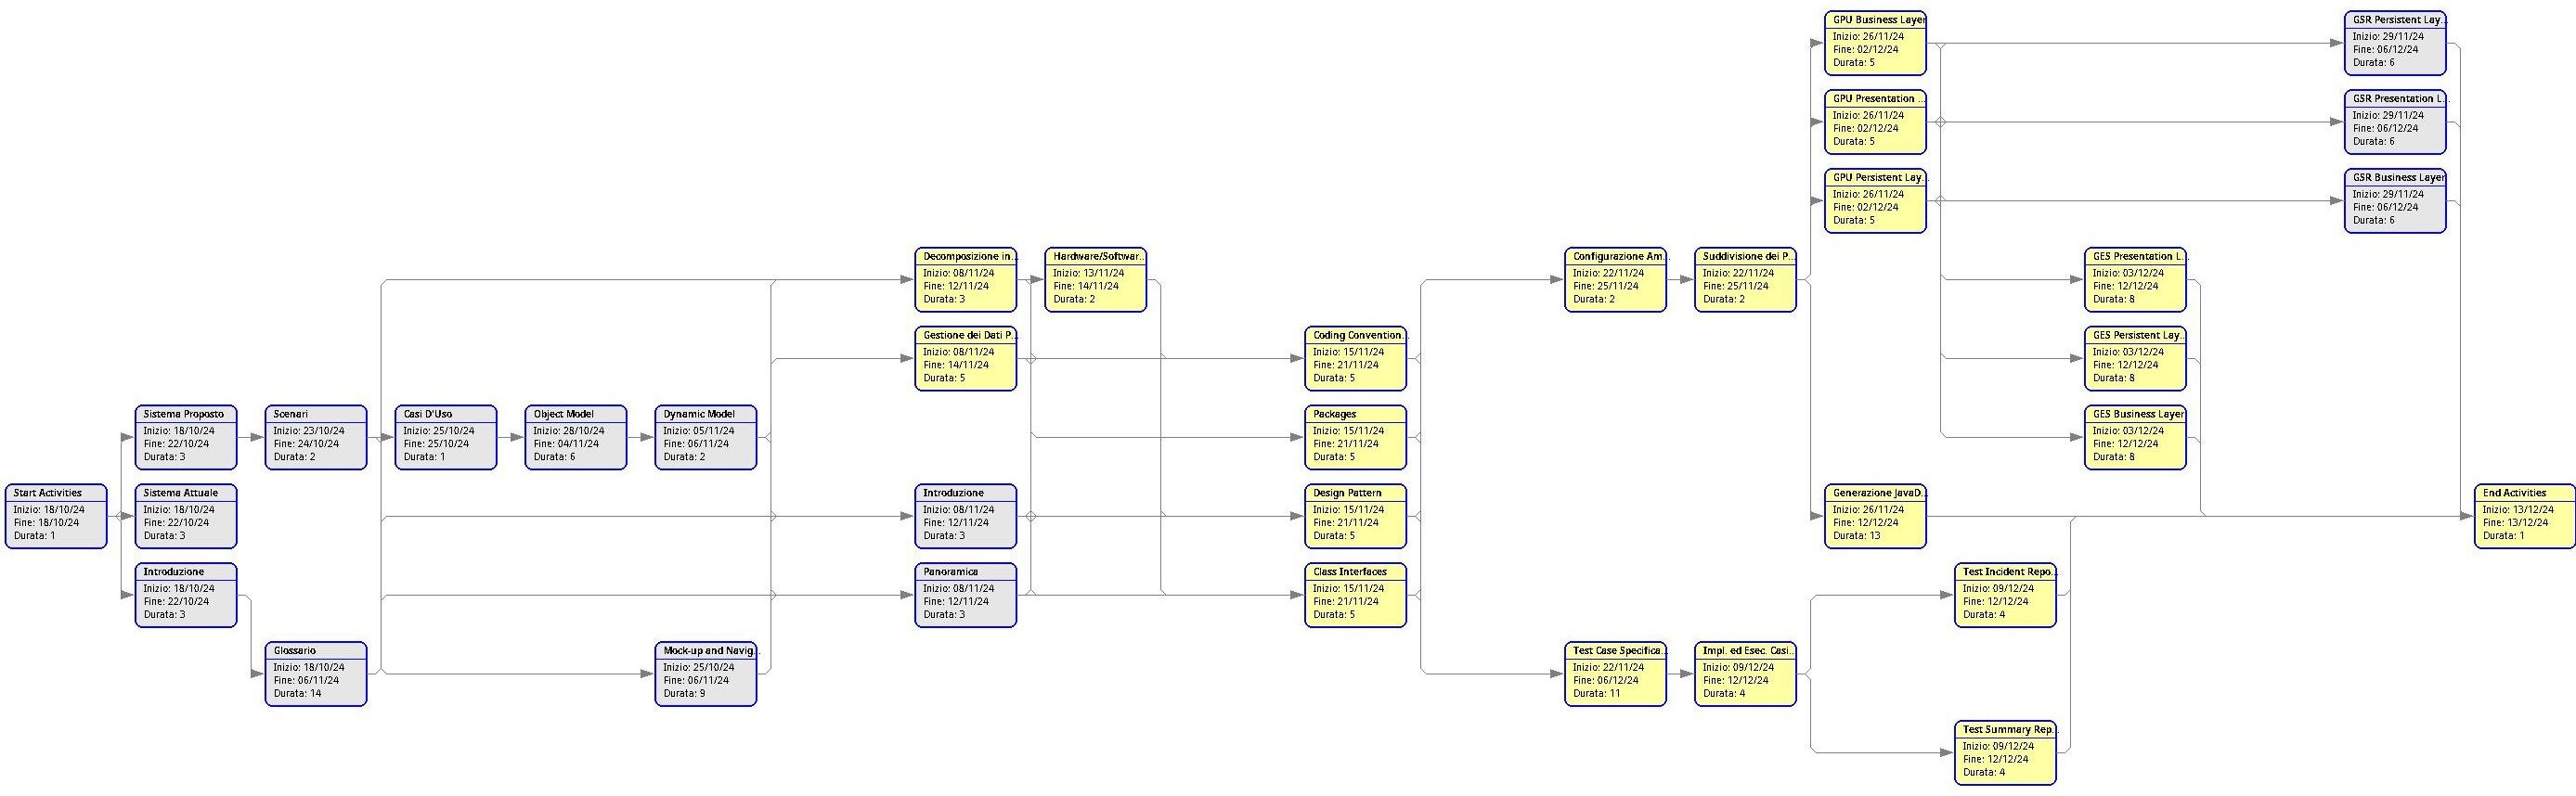 GPU Business Layer
Inizio: 26/11/24
Fine: 02/12/24
Durata: 5
GSR Persistent Lay...
Inizio: 29/11/24
Fine: 06/12/24
Durata: 6
GPU Presentation ...
Inizio: 26/11/24
Fine: 02/12/24
Durata: 5
GSR Presentation L...
Inizio: 29/11/24
Fine: 06/12/24
Durata: 6
GPU Persistent Lay...
Inizio: 26/11/24
Fine: 02/12/24
Durata: 5
GSR Business Layer
Inizio: 29/11/24
Fine: 06/12/24
Durata: 6
Decomposizione in...
Inizio: 08/11/24
Fine: 12/11/24
Durata: 3
Hardware/Softwar...
Inizio: 13/11/24
Fine: 14/11/24
Durata: 2
Configurazione Am...
Inizio: 22/11/24
Fine: 25/11/24
Durata: 2
Suddivisione dei P...
Inizio: 22/11/24
Fine: 25/11/24
Durata: 2
GES Presentation L...
Inizio: 03/12/24
Fine: 12/12/24
Durata: 8
Gestione dei Dati P...
Inizio: 08/11/24
Fine: 14/11/24
Durata: 5
Coding Convention...
Inizio: 15/11/24
Fine: 21/11/24
Durata: 5
GES Persistent Lay...
Inizio: 03/12/24
Fine: 12/12/24
Durata: 8
Sistema Proposto
Inizio: 18/10/24
Fine: 22/10/24
Durata: 3
Scenari
Inizio: 23/10/24
Fine: 24/10/24
Durata: 2
Casi D'Uso
Inizio: 25/10/24
Fine: 25/10/24
Durata: 1
Object Model
Inizio: 28/10/24
Fine: 04/11/24
Durata: 6
Dynamic Model
Inizio: 05/11/24
Fine: 06/11/24
Durata: 2
Packages
Inizio: 15/11/24
Fine: 21/11/24
Durata: 5
GES Business Layer
Inizio: 03/12/24
Fine: 12/12/24
Durata: 8
Start Activities
Inizio: 18/10/24
Fine: 18/10/24
Durata: 1
Sistema Attuale
Inizio: 18/10/24
Fine: 22/10/24
Durata: 3
Introduzione
Inizio: 08/11/24
Fine: 12/11/24
Durata: 3
Design Pattern
Inizio: 15/11/24
Fine: 21/11/24
Durata: 5
Generazione JavaD...
Inizio: 26/11/24
Fine: 12/12/24
Durata: 13
End Activities
Inizio: 13/12/24
Fine: 13/12/24
Durata: 1
Introduzione
Inizio: 18/10/24
Fine: 22/10/24
Durata: 3
Panoramica
Inizio: 08/11/24
Fine: 12/11/24
Durata: 3
Class Interfaces
Inizio: 15/11/24
Fine: 21/11/24
Durata: 5
Test Incident Repo...
Inizio: 09/12/24
Fine: 12/12/24
Durata: 4
Glossario
Inizio: 18/10/24
Fine: 06/11/24
Durata: 14
Mock-up and Navig...
Inizio: 25/10/24
Fine: 06/11/24
Durata: 9
Test Case Specifica...
Inizio: 22/11/24
Fine: 06/12/24
Durata: 11
Impl. ed Esec. Casi...
Inizio: 09/12/24
Fine: 12/12/24
Durata: 4
Test Summary Rep...
Inizio: 09/12/24
Fine: 12/12/24
Durata: 4